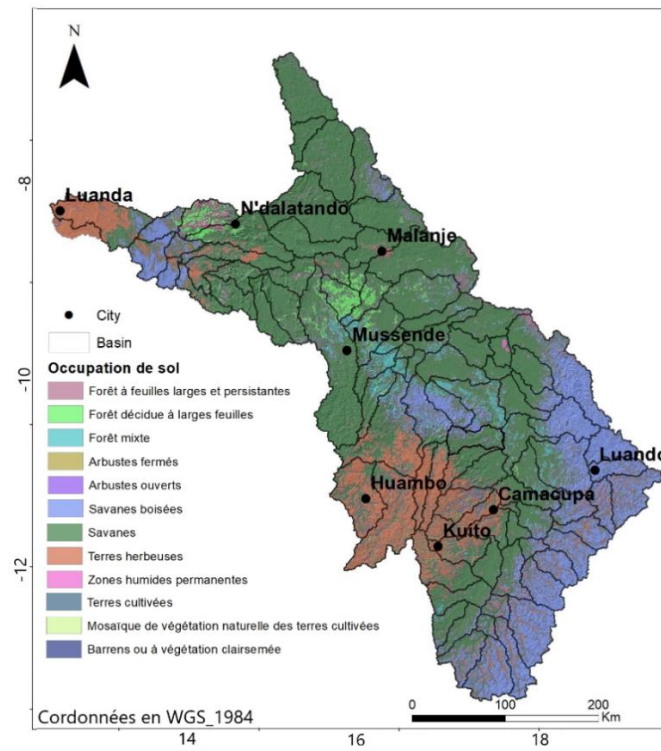 N
-8
Luanda
N'dalatando
Malanje
City
Basin
Mussende
-10
Occupation de sol
Forêt à feuilles larges et persistantes
Forêt décidue à larges feuilles
Forêt mixte
Arbustes fermés
Arbustes ouverts
Savanes boisées
Savanes
Terres herbeuses
Zones humides permanentes
Terres cultivées
Mosaïque de végétation naturelle des terres cultivées
Barrens ou à végétation clairsemée
Luando
Huambo
Camacupa
Kuito
-12
Cordonnées en WGS_1984
0 100 200
Km
14 16 18